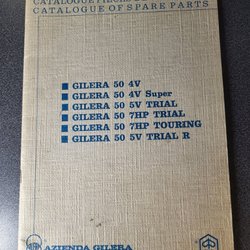 CATALOGUE OF SPARE PARTS
GILERA 50 4V
GILERA 50 4V Super
GILERA 50 5V TRIAL
GILERA 50 7HP TRIAL
GILERA 50 7HP TOURING
GILERA 50 5V TRIAL R
AZIENDA GILERA